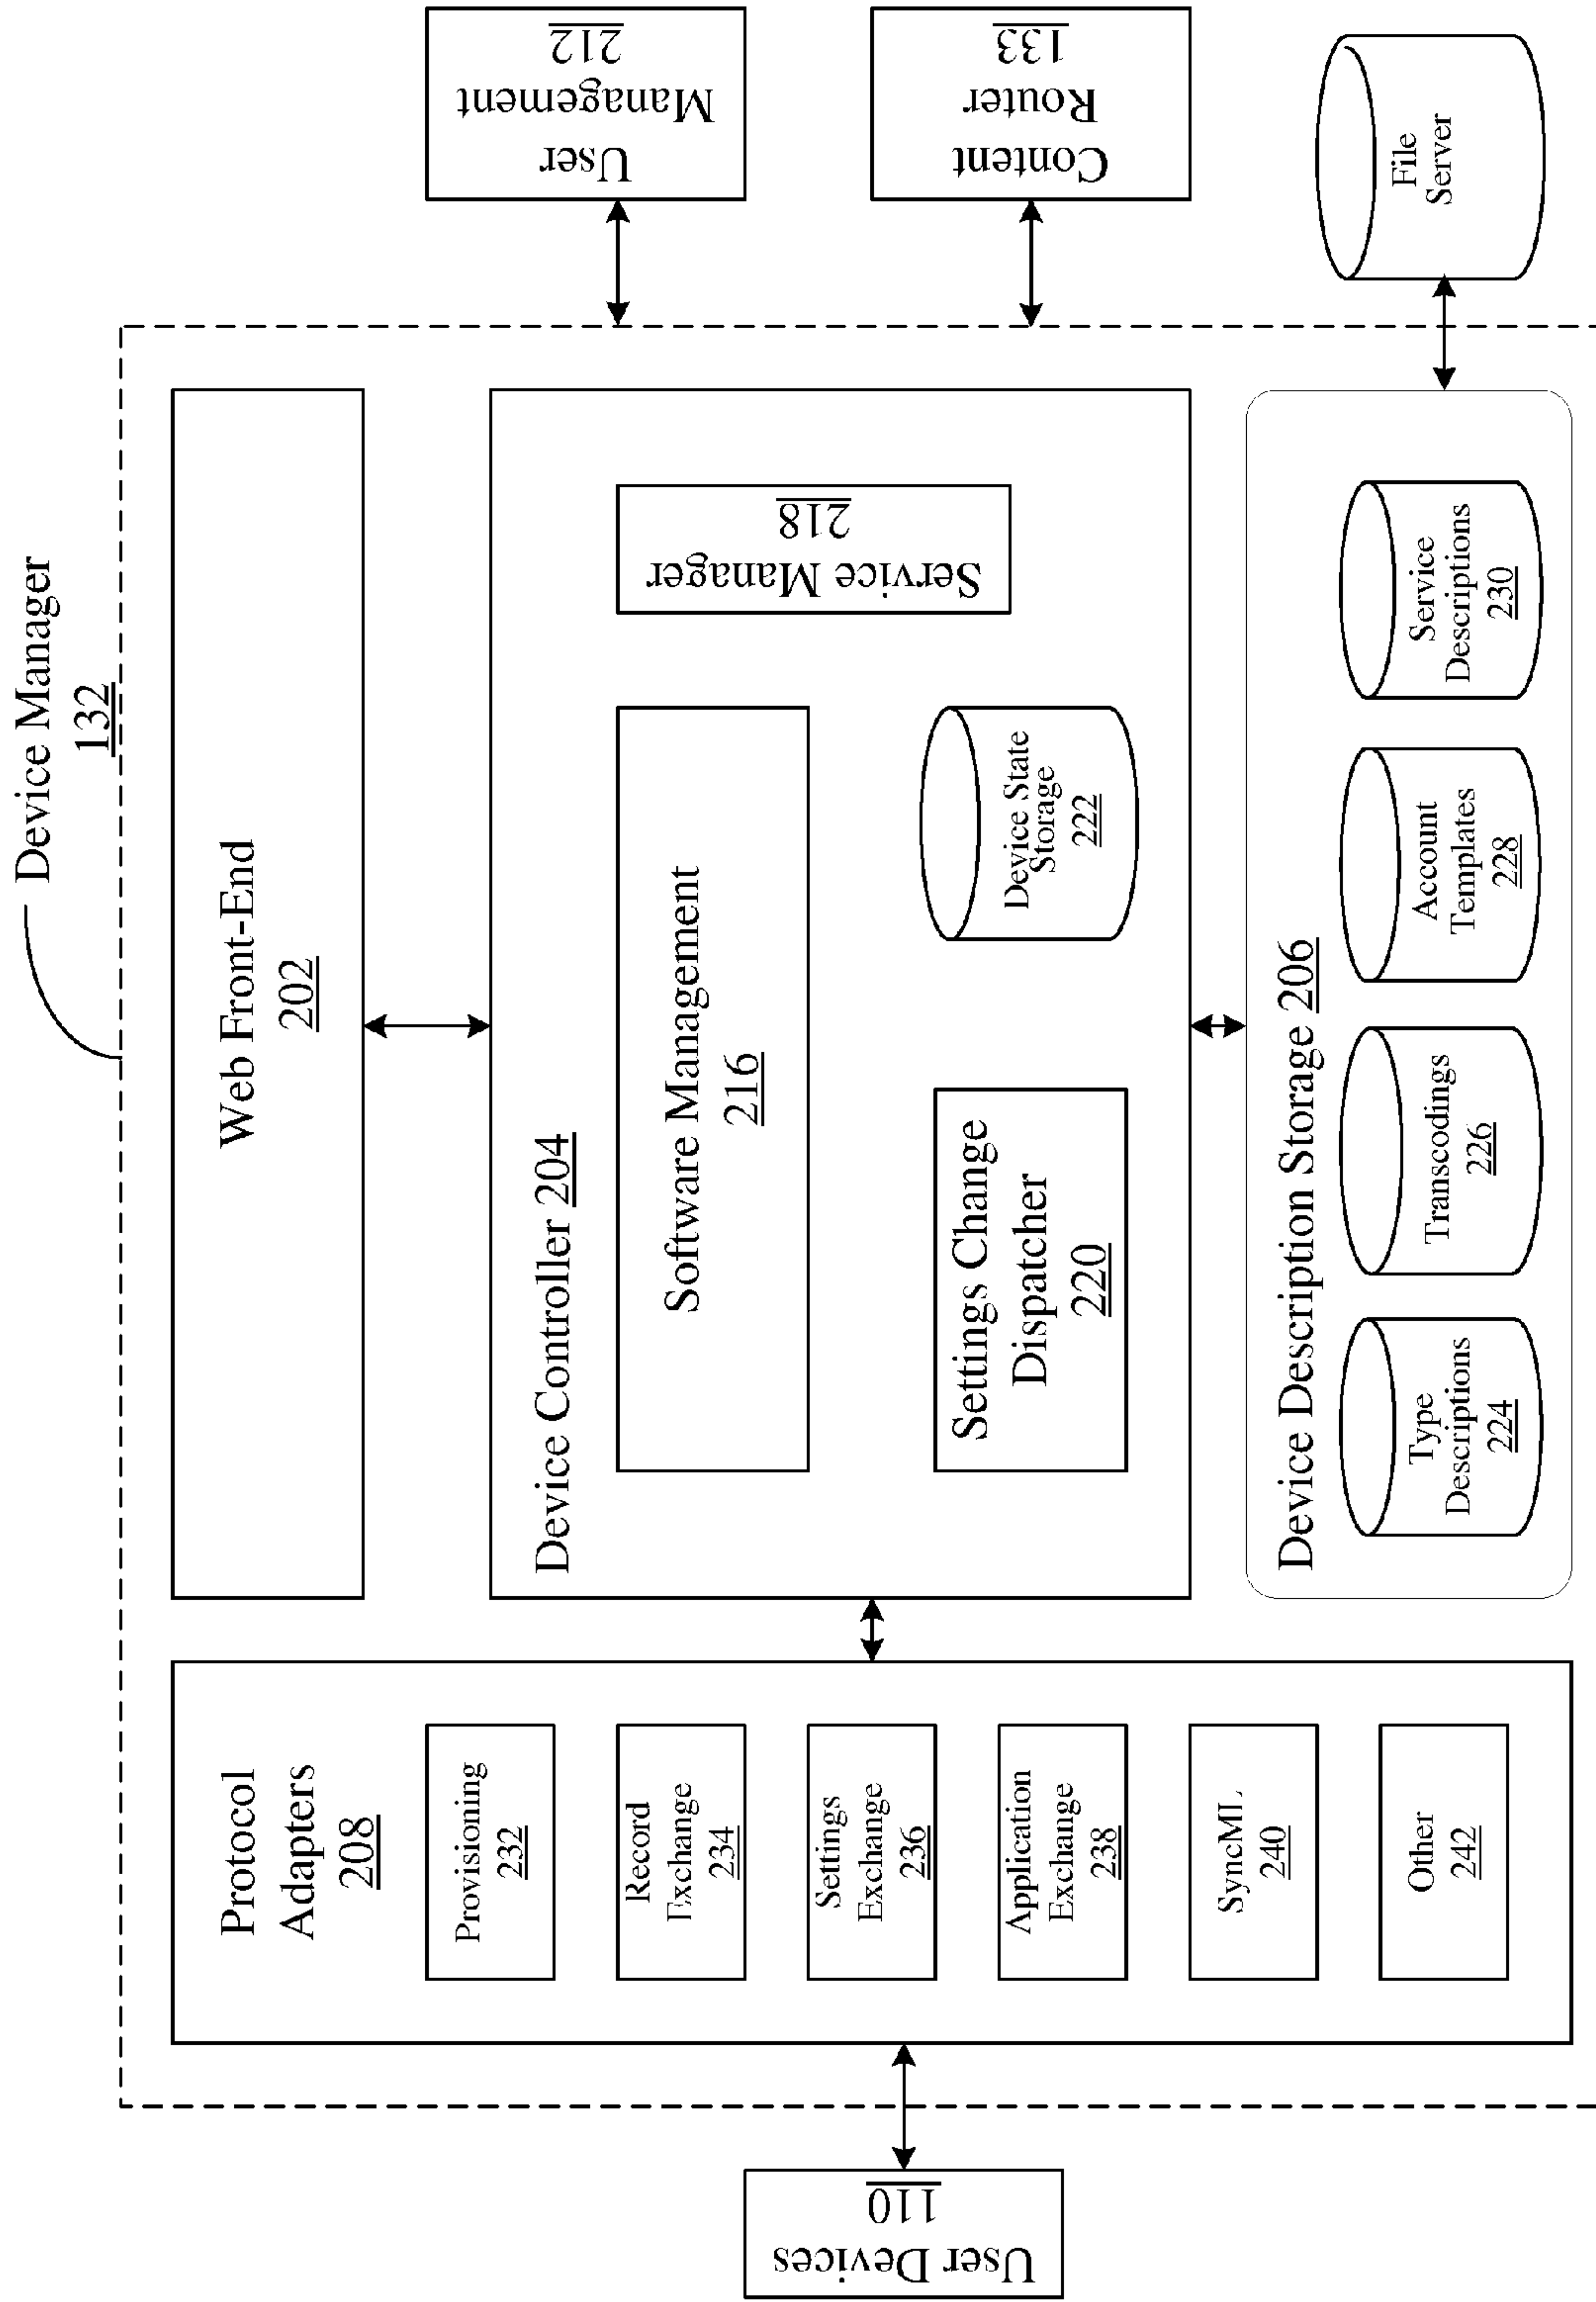 Device Manager
132
Web Front-End
202
Protocol
Adapters
208
Provisioning
232
Record
Exchange
234
Settings
Exchange
236
Application
Exchange
238
SyncML
240
Other
242
User Devices
110
Device Controller 204
Software Management
216
Service Manager
218
Settings Change
Dispatcher
220
Device State
Storage
222
Device Description Storage 206
Type
Descriptions
224
Transcodings
226
Account
Templates
228
Service
Descriptions
230
User
Management
212
Content
Router
133
File
Server